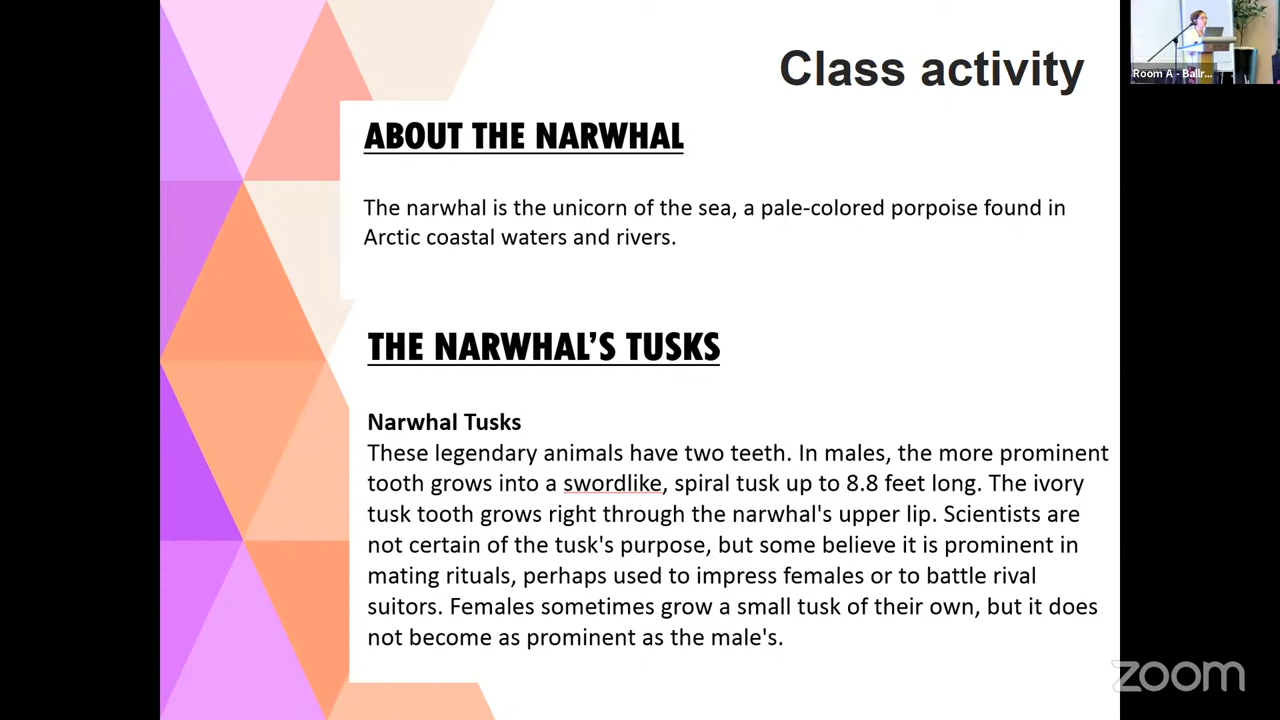 Class activity
Room A - Ballr...
ABOUT THE NARWHAL
The narwhal is the unicorn of the sea, a pale-colored porpoise found in
Arctic coastal waters and rivers.
THE NARWHAL’S TUSKS
Narwhal Tusks
These legendary animals have two teeth. In males, the more prominent
tooth grows into a swordlike, spiral tusk up to 8.8 feet long. The ivory
tusk tooth grows right through the narwhal's upper lip. Scientists are
not certain of the tusk's purpose, but some believe it is prominent in
mating rituals, perhaps used to impress females or to battle rival
suitors. Females sometimes grow a small tusk of their own, but it does
not become as prominent as the male's.
zoom